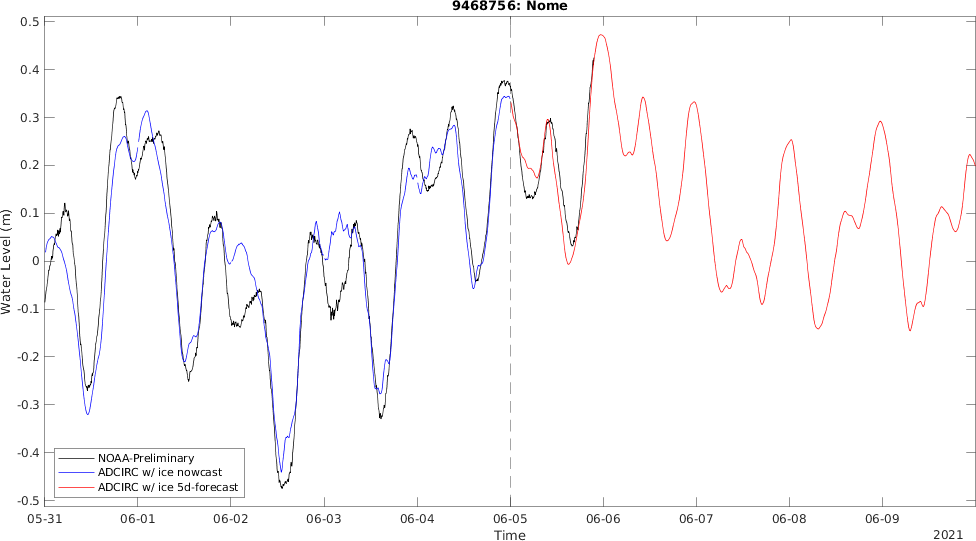 9468756: Nome
0.5
0.4
0.3
0.2
0.1
0
-0.1
-0.2
-0.3
-0.4
-0.5
Water Level (m)
NOAA-Preliminary
ADCIRC w/ ice nowcast
ADCIRC w/ ice 5d-forecast
05-31 06-01 06-02 06-03 06-04 06-05 06-06 06-07 06-08 06-09
Time
2021